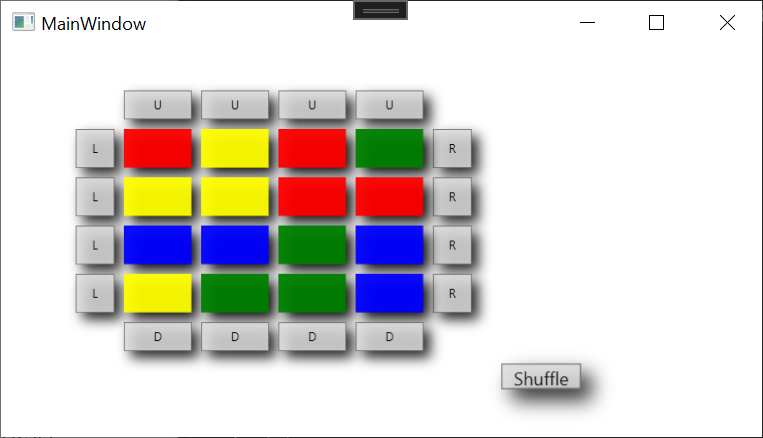 MainWindow
U U U U
L R
L R
L R
L R
D D D D
Shuffle